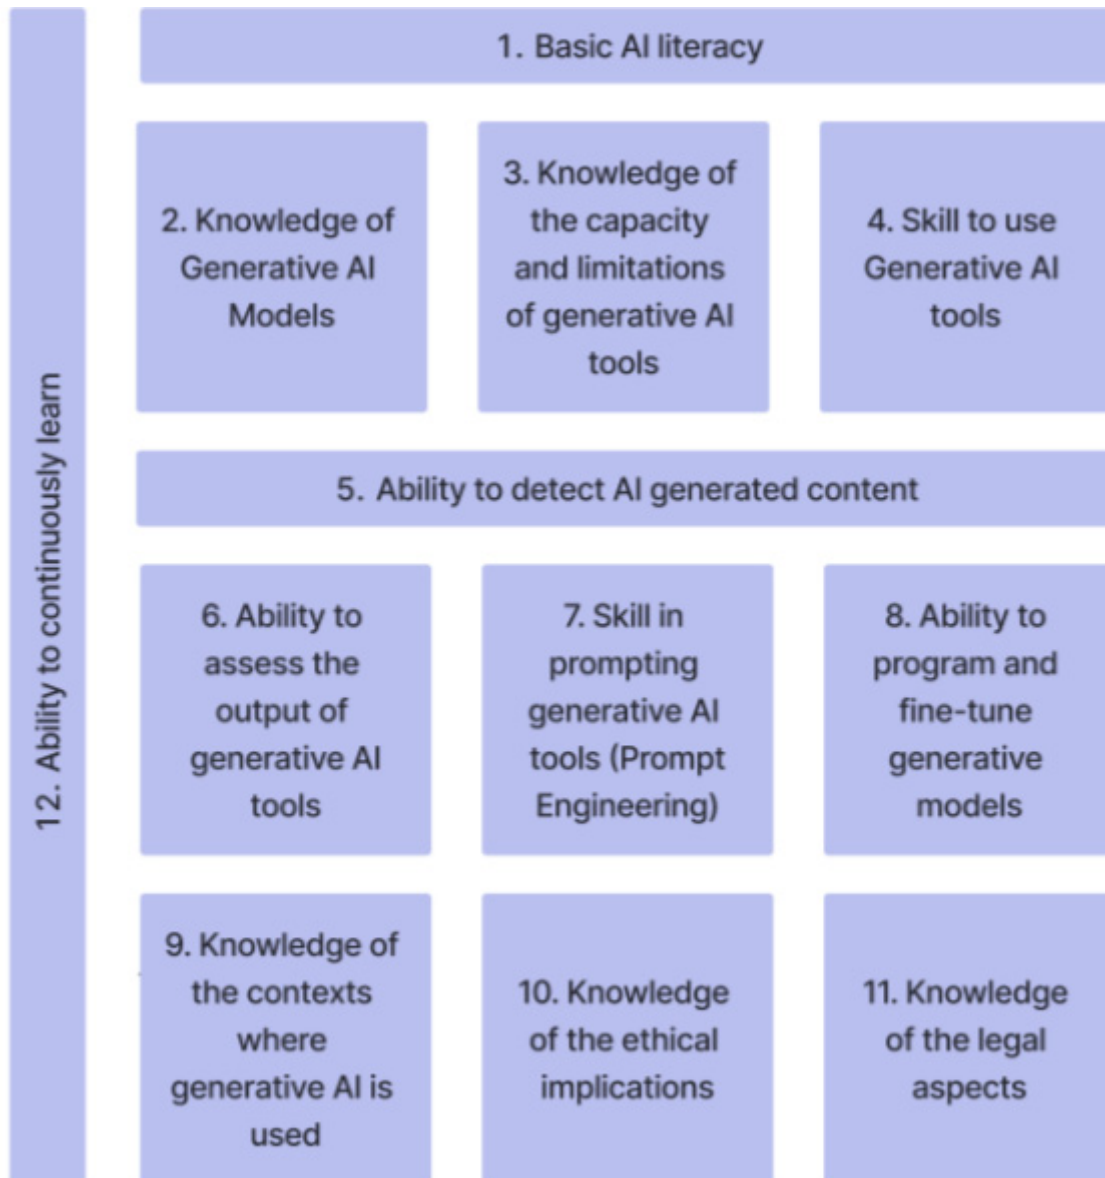 1. Basic AI literacy
2. Knowledge of
Generative AI
Models
3. Knowledge of
the capacity
and limitations
of generative AI
tools
4. Skill to use
Generative AI
tools
5. Ability to detect AI generated content
6. Ability to
assess the
output of
generative AI
tools
7. Skill in
prompting
generative AI
tools (Prompt
Engineering)
8. Ability to
program and
fine-tune
generative
models
9. Knowledge of
the contexts
where
generative AI is
used
10. Knowledge
of the ethical
implications
11. Knowledge
of the legal
aspects
12. Ability to continuously learn